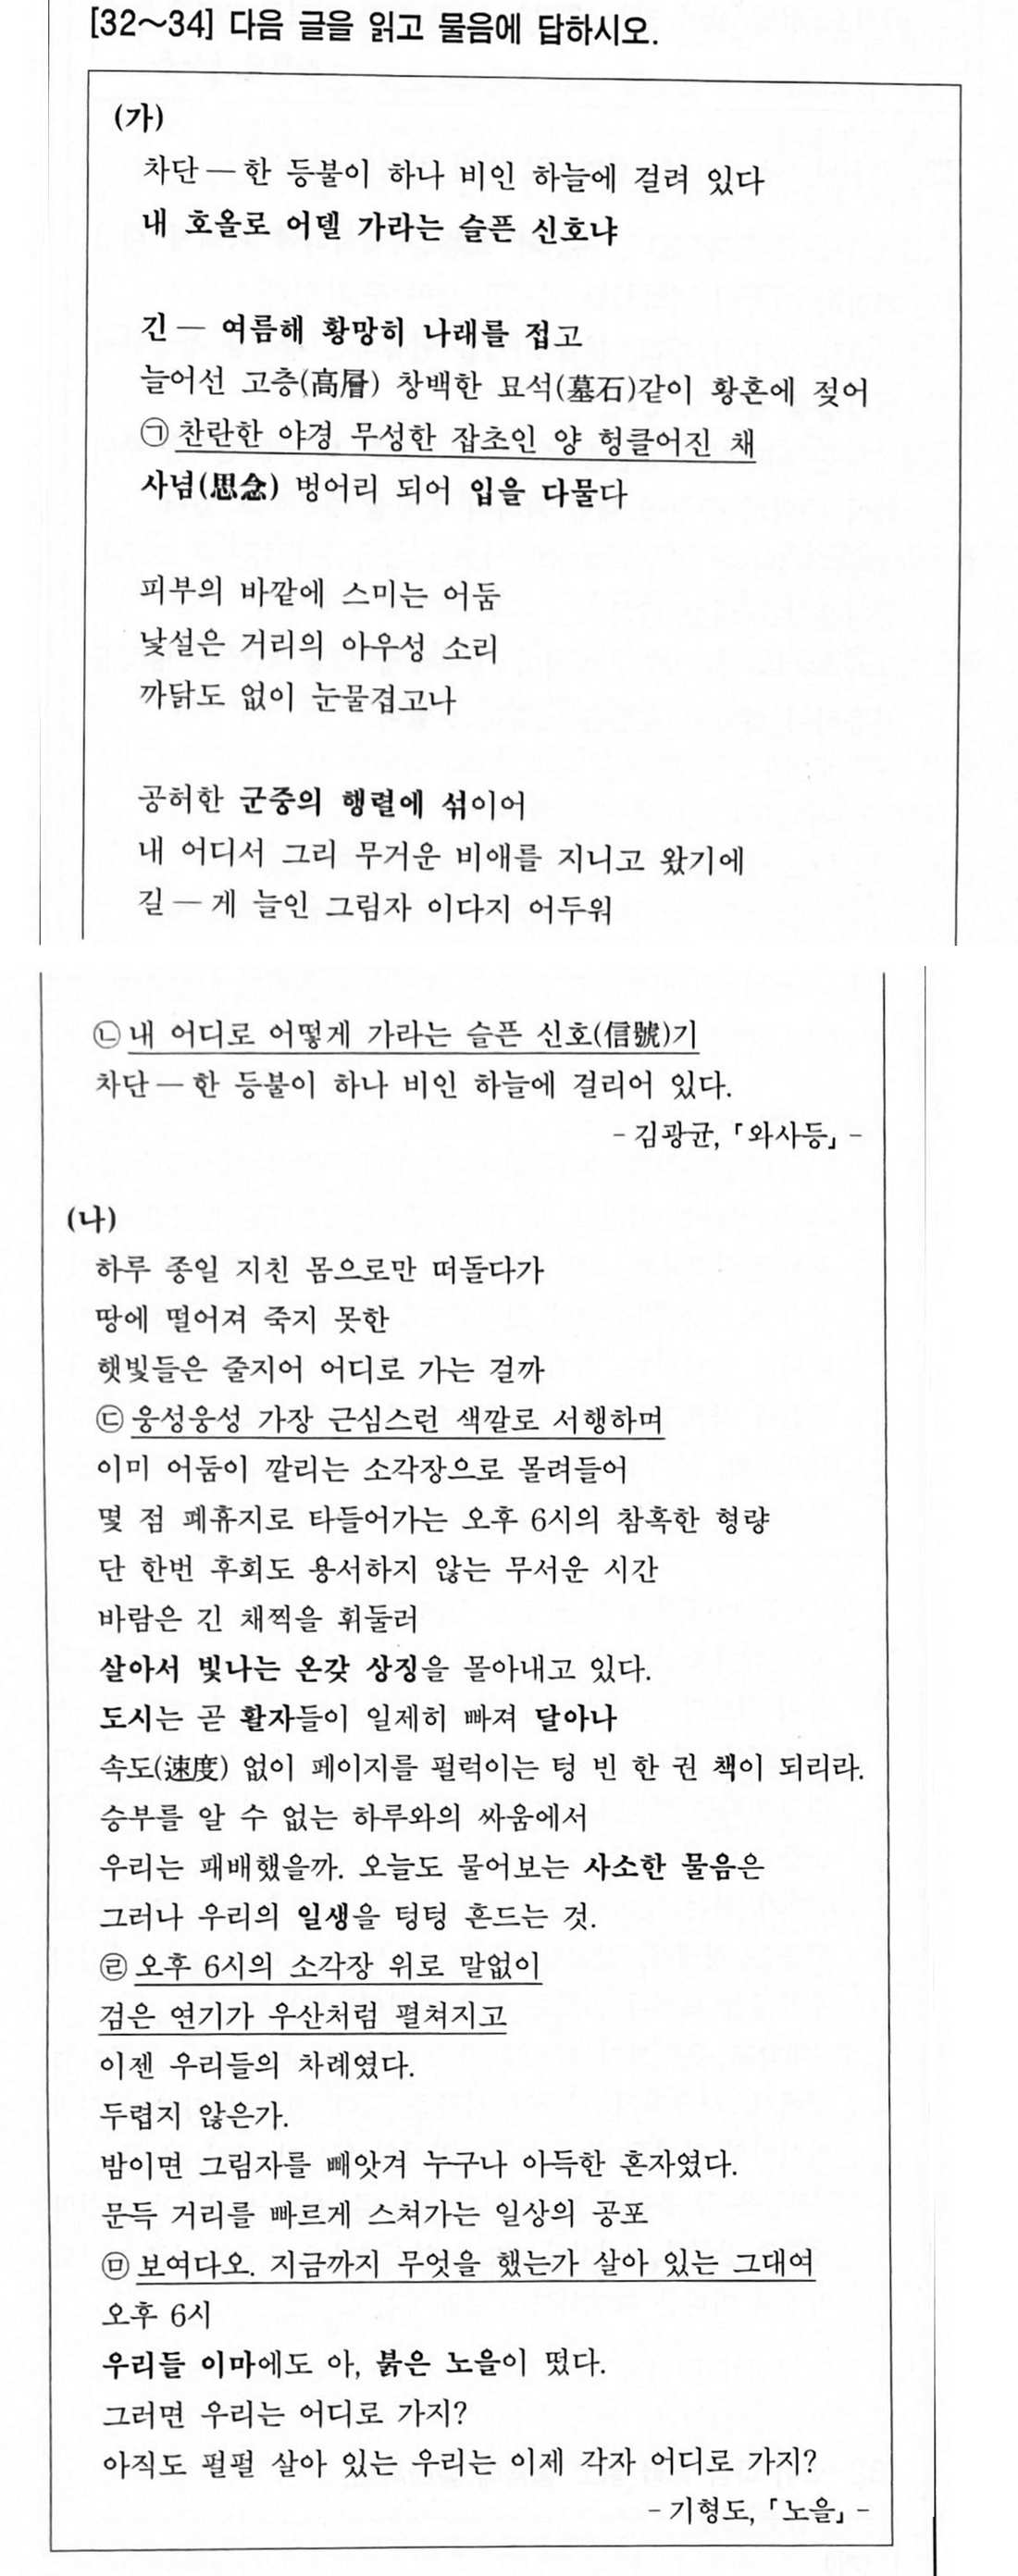 [32~34] 다음 글을 읽고 물음에 답하시오.
(가)
차단─한 등불이 하나 비인 하늘에 걸려 있다
내 호올로 어델 가라는 슬픈 신호냐
긴─ 여름해 황망히 나래를 접고
늘어선 고층(高層) 창백한 묘석(墓石)같이 황혼에 젖어
㉠ 찬란한 야경 무성한 잡초인 양 헝클어진 채
사념(思念) 벙어리 되어 입을 다물다
피부의 바깥에 스미는 어둠
낯설은 거리의 아우성 소리
까닭도 없이 눈물겹고나
공허한 군중의 행렬에 섞이어
내 어디서 그리 무거운 비애를 지니고 왔기에
길─게 늘인 그림자 이다지 어두워
㉡ 내 어디로 어떻게 가라는 슬픈 신호(信號)기
차단─한 등불이 하나 비인 하늘에 걸리어 있다.
- 김광균, 「와사등」 -
(나)
하루 종일 지친 몸으로만 떠돌다가
땅에 떨어져 죽지 못한
햇빛들은 줄지어 어디로 가는 걸까
㉢ 웅성웅성 가장 근심스런 색깔로 서행하며
이미 어둠이 깔리는 소각장으로 몰려들어
몇 점 폐휴지로 타들어가는 오후 6시의 참혹한 형량
단 한번 후회도 용서하지 않는 무서운 시간
바람은 긴 채찍을 휘둘러
살아서 빛나는 온갖 상징을 몰아내고 있다.
도시는 곧 활자들이 일제히 빠져 달아나
속도(速度) 없이 페이지를 펄럭이는 텅 빈 한 권 책이 되리라.
승부를 알 수 없는 하루와의 싸움에서
우리는 패배했을까. 오늘도 물어보는 사소한 물음은
그러나 우리의 일생을 텅텅 흔드는 것.
㉣ 오후 6시의 소각장 위로 말없이
검은 연기가 우산처럼 펼쳐지고
이젠 우리들의 차례였다.
두렵지 않은가.
밤이면 그림자를 빼앗겨 누구나 아득한 혼자였다.
문득 거리를 빠르게 스쳐가는 일상의 공포
㉤ 보여다오. 지금까지 무엇을 했는가 살아 있는 그대여
오후 6시
우리들 이마에도 아, 붉은 노을이 떴다.
그러면 우리는 어디로 가지?
아직도 펄펄 살아 있는 우리는 이제 각자 어디로 가지?
- 기형도, 「노을」 -